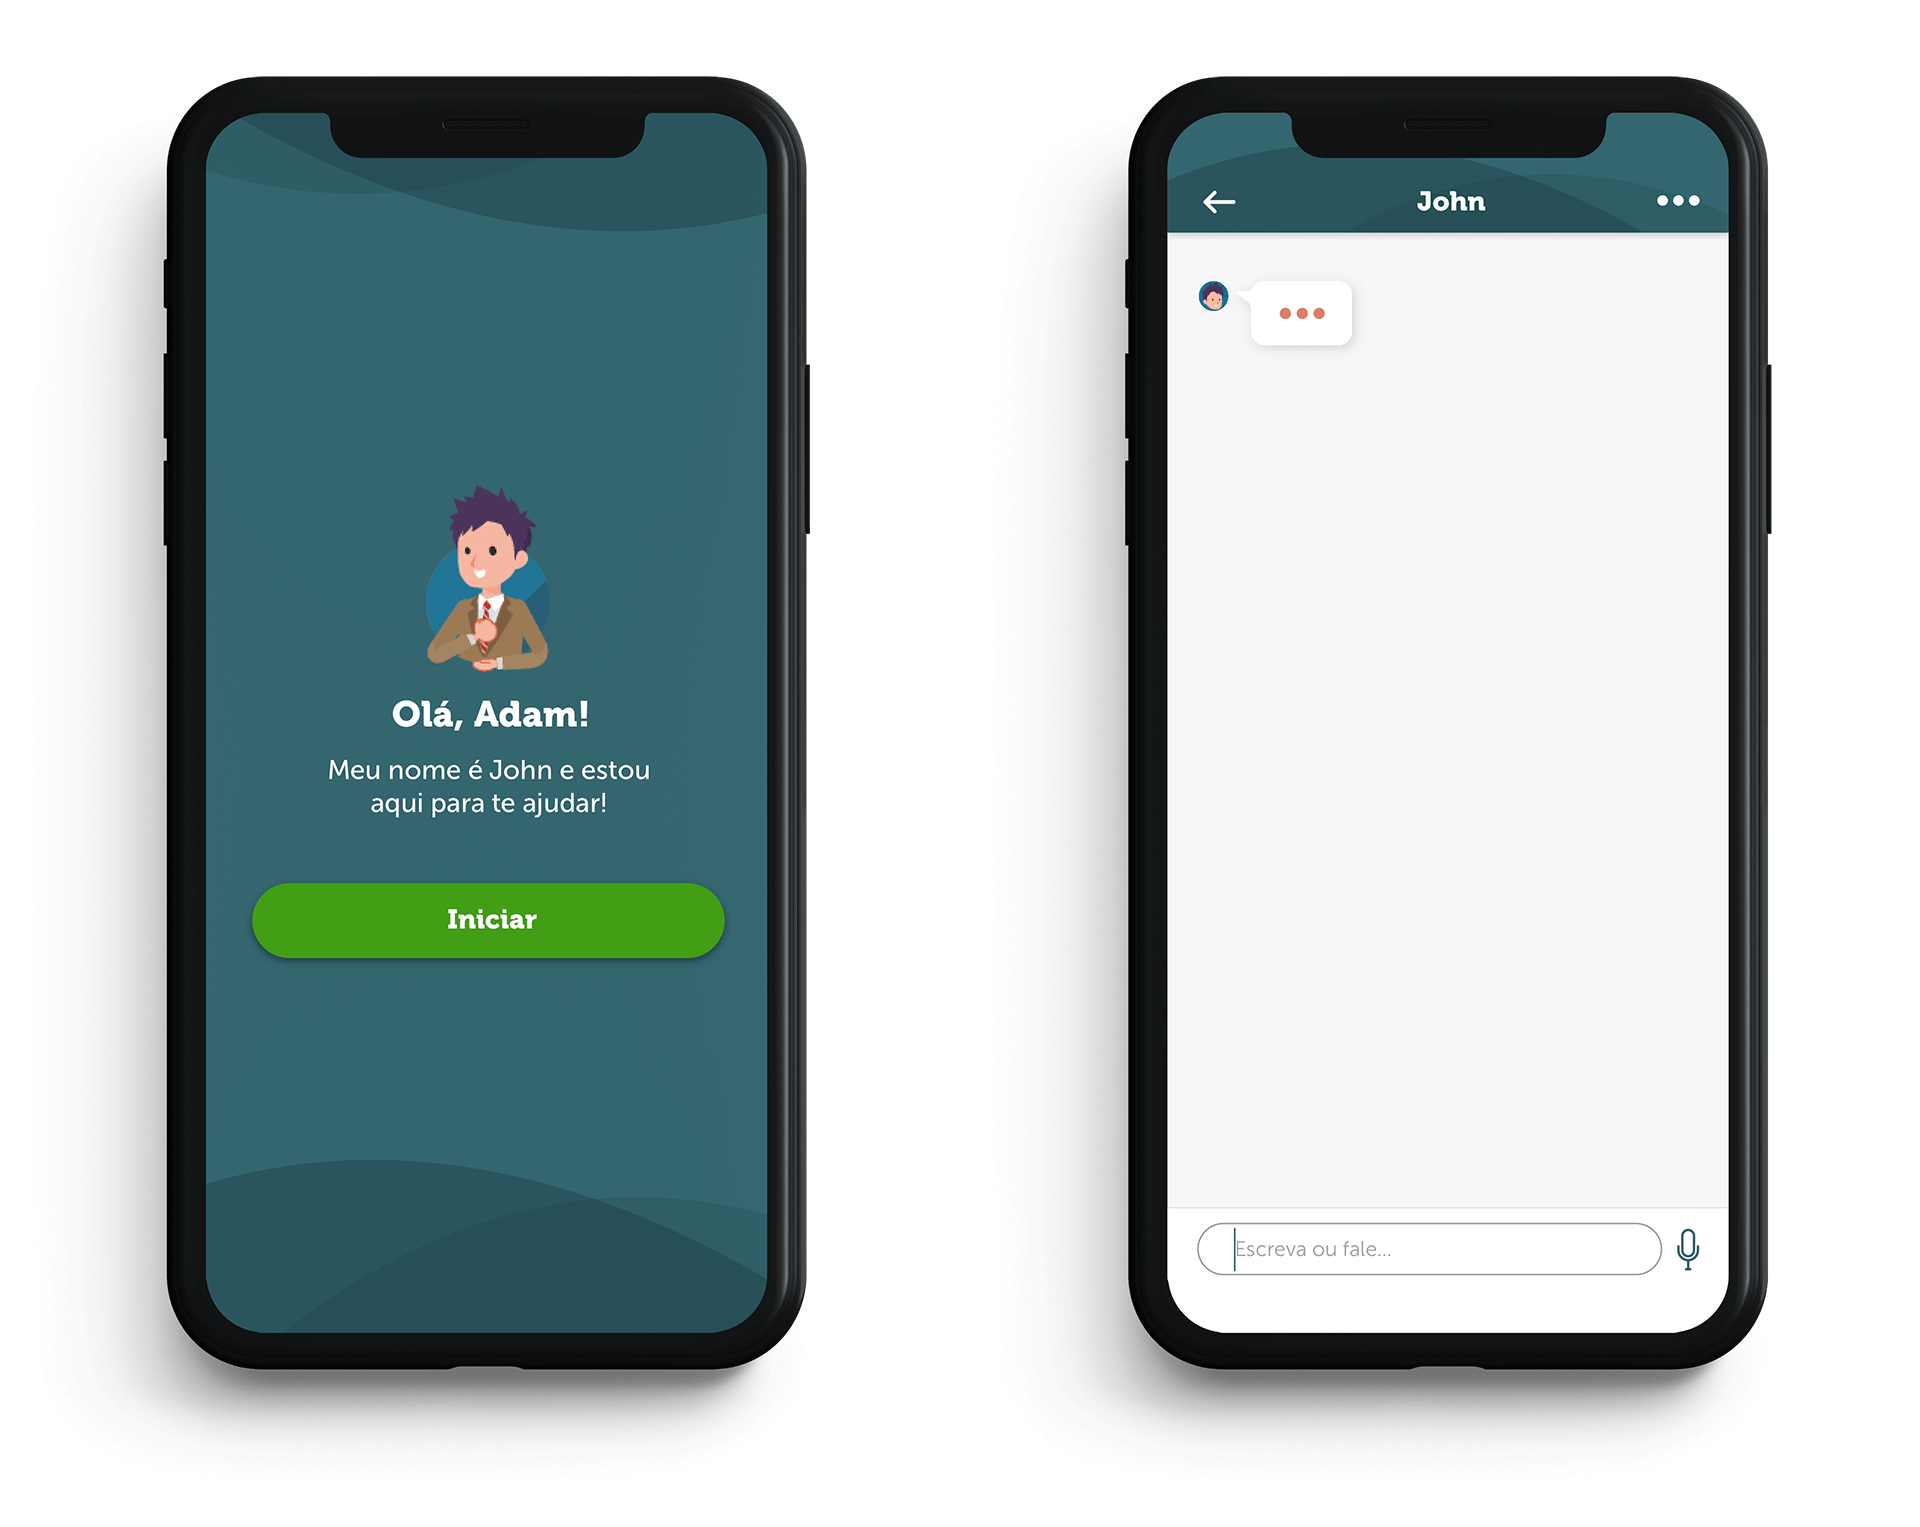 Olá, Adam!
Meu nome é John e estou
aqui para te ajudar!
Iniciar
John
Escreva ou fale...